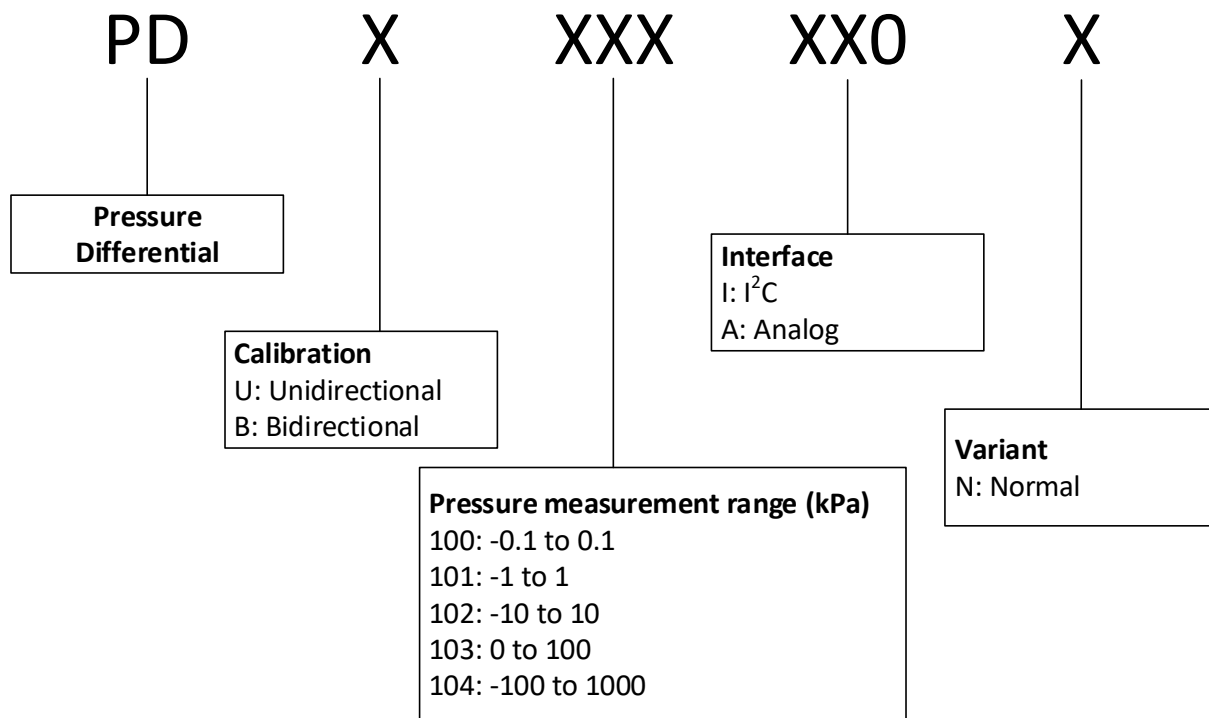 PD X XXX XX0 X
Pressure
Differential
Interface
I: I²C
A: Analog
Calibration
U: Unidirectional
B: Bidirectional
Variant
N: Normal
Pressure measurement range (kPa)
100: -0.1 to 0.1
101: -1 to 1
102: -10 to 10
103: 0 to 100
104: -100 to 1000